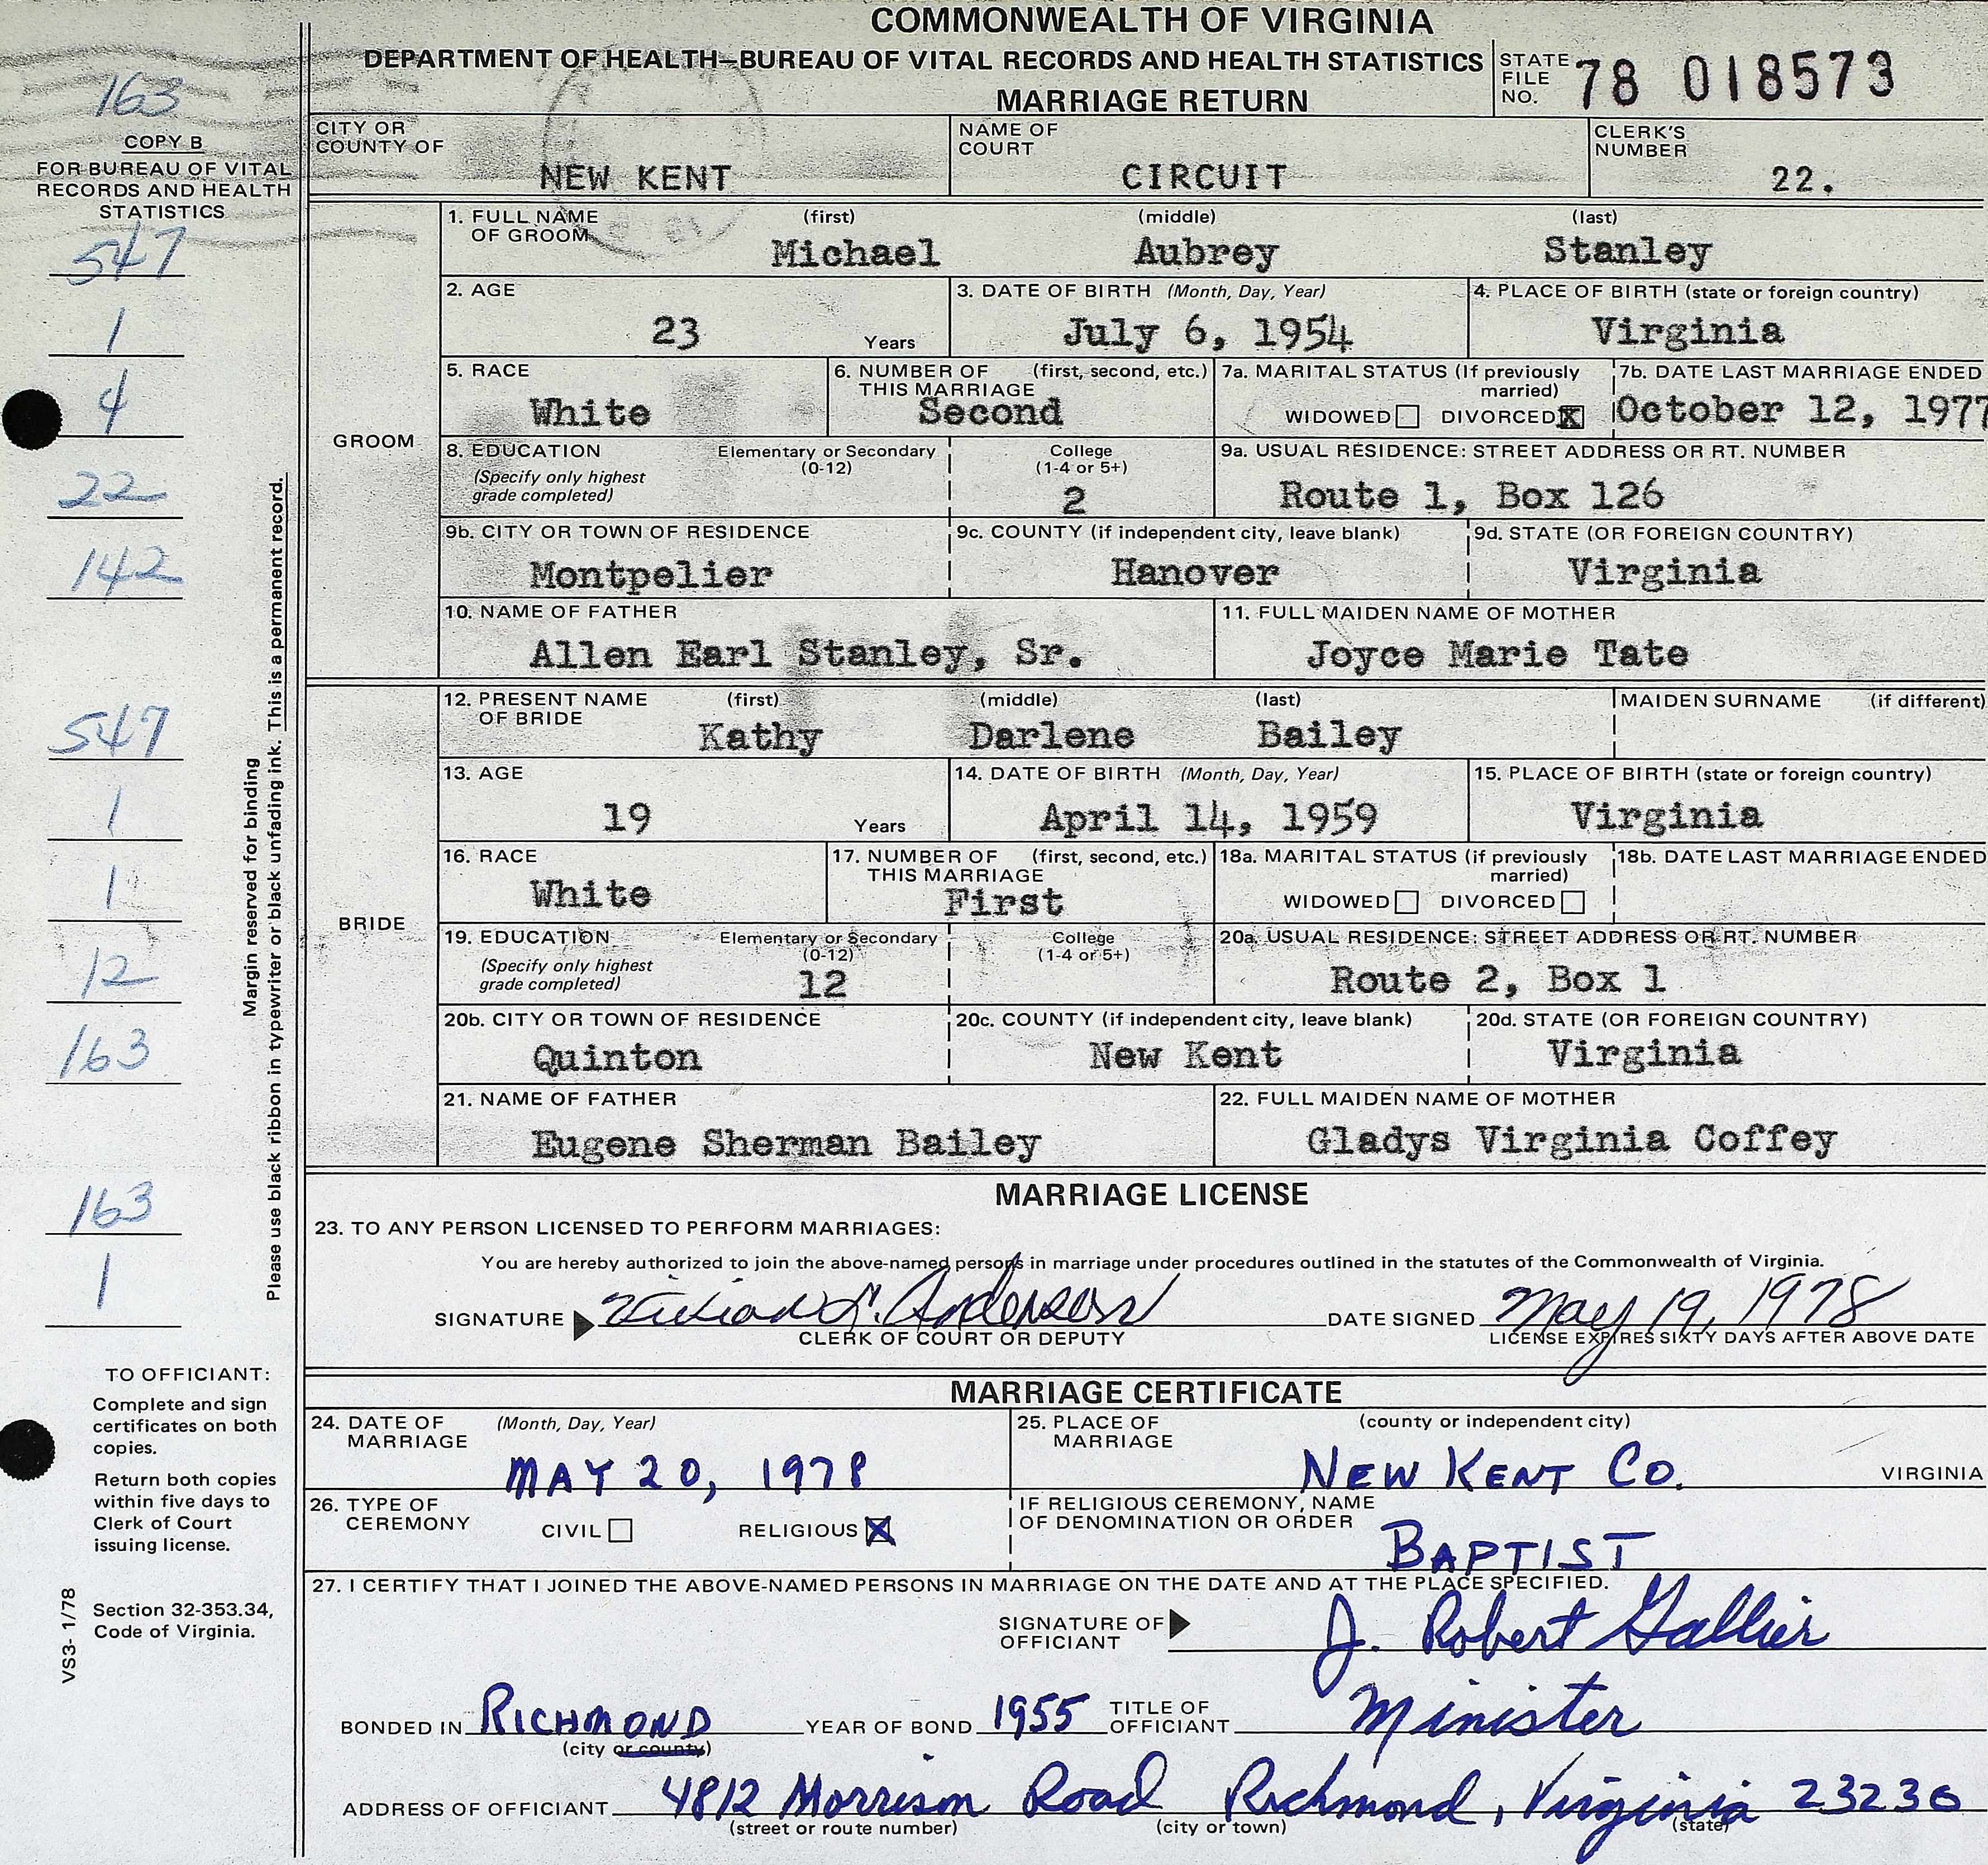 COMMONWEALTH OF VIRGINIA
DEPARTMENT OF HEALTH—BUREAU OF VITAL RECORDS AND HEALTH STATISTICS
MARRIAGE RETURN
STATE FILE NO. 78 018573
163
COPY B
FOR BUREAU OF VITAL
RECORDS AND HEALTH
STATISTICS
547
1
4
22
142
547
1
1
12
163
163
1
Margin reserved for binding
Please use black ribbon in typewriter or black unfading ink. This is a permanent record.
TO OFFICIANT:
Complete and sign
certificates on both
copies.
Return both copies
within five days to
Clerk of Court
issuing license.
Section 32-353.34,
Code of Virginia.
VS3- 1/78
CITY OR COUNTY OF NEW KENT
NAME OF COURT CIRCUIT
CLERK'S NUMBER 22.
GROOM
1. FULL NAME OF GROOM (first) (middle) (last)
Michael Aubrey Stanley
2. AGE 23 Years
3. DATE OF BIRTH (Month, Day, Year) July 6, 1954
4. PLACE OF BIRTH (state or foreign country) Virginia
5. RACE White
6. NUMBER OF THIS MARRIAGE (first, second, etc.) Second
7a. MARITAL STATUS (If previously married) WIDOWED DIVORCED X
7b. DATE LAST MARRIAGE ENDED October 12, 1977
8. EDUCATION (Specify only highest grade completed) Elementary or Secondary (0-12) College (1-4 or 5+) 2
9a. USUAL RESIDENCE: STREET ADDRESS OR RT. NUMBER Route 1, Box 126
9b. CITY OR TOWN OF RESIDENCE Montpelier
9c. COUNTY (if independent city, leave blank) Hanover
9d. STATE (OR FOREIGN COUNTRY) Virginia
10. NAME OF FATHER Allen Earl Stanley, Sr.
11. FULL MAIDEN NAME OF MOTHER Joyce Marie Tate
BRIDE
12. PRESENT NAME OF BRIDE (first) (middle) (last) MAIDEN SURNAME (if different)
Kathy Darlene Bailey
13. AGE 19 Years
14. DATE OF BIRTH (Month, Day, Year) April 14, 1959
15. PLACE OF BIRTH (state or foreign country) Virginia
16. RACE White
17. NUMBER OF THIS MARRIAGE (first, second, etc.) First
18a. MARITAL STATUS (if previously married) WIDOWED DIVORCED
18b. DATE LAST MARRIAGE ENDED
19. EDUCATION (Specify only highest grade completed) Elementary or Secondary (0-12) 12 College (1-4 or 5+)
20a. USUAL RESIDENCE: STREET ADDRESS OR RT. NUMBER Route 2, Box 1
20b. CITY OR TOWN OF RESIDENCE Quinton
20c. COUNTY (if independent city, leave blank) New Kent
20d. STATE (OR FOREIGN COUNTRY) Virginia
21. NAME OF FATHER Eugene Sherman Bailey
22. FULL MAIDEN NAME OF MOTHER Gladys Virginia Coffey
MARRIAGE LICENSE
23. TO ANY PERSON LICENSED TO PERFORM MARRIAGES:
You are hereby authorized to join the above-named persons in marriage under procedures outlined in the statutes of the Commonwealth of Virginia.
SIGNATURE Anderson DATE SIGNED May 19, 1978
CLERK OF COURT OR DEPUTY LICENSE EXPIRES SIXTY DAYS AFTER ABOVE DATE
MARRIAGE CERTIFICATE
24. DATE OF MARRIAGE (Month, Day, Year) MAY 20, 1978
25. PLACE OF MARRIAGE (county or independent city) NEW KENT CO. VIRGINIA
26. TYPE OF CEREMONY CIVIL RELIGIOUS X
IF RELIGIOUS CEREMONY, NAME OF DENOMINATION OR ORDER BAPTIST
27. I CERTIFY THAT I JOINED THE ABOVE-NAMED PERSONS IN MARRIAGE ON THE DATE AND AT THE PLACE SPECIFIED.
SIGNATURE OF OFFICIANT J. Robert Gallier
BONDED IN RICHMOND YEAR OF BOND 1955 TITLE OF OFFICIANT Minister
(city or county)
ADDRESS OF OFFICIANT 4812 Morrison Road Richmond, Virginia 23230
(street or route number) (city or town) (state)